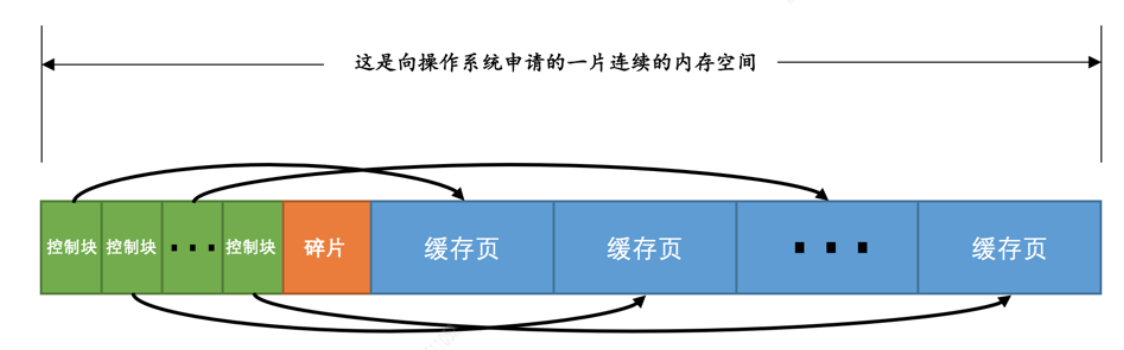 这是向操作系统申请的一片连续的内存空间
控制块 控制块 ··· 控制块 碎片 缓存页 缓存页 ··· 缓存页